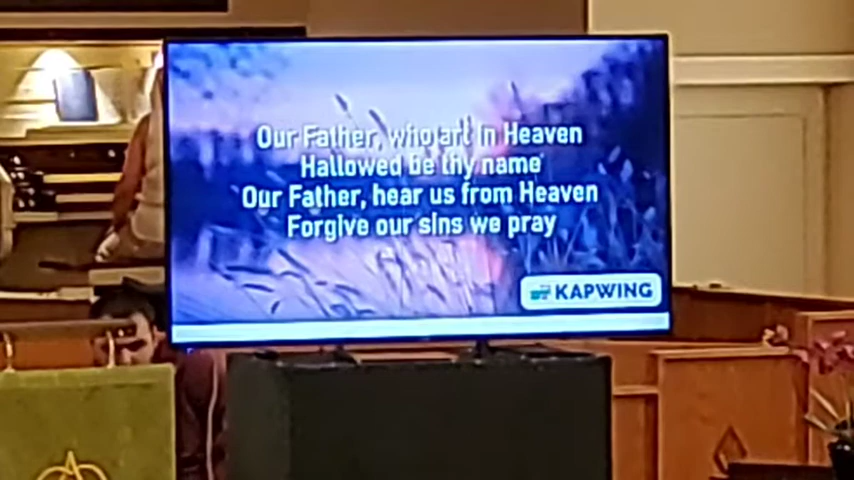 Our Father, who art in Heaven
Hallowed be thy name
Our Father, hear us from Heaven
Forgive our sins we pray
KAPWING